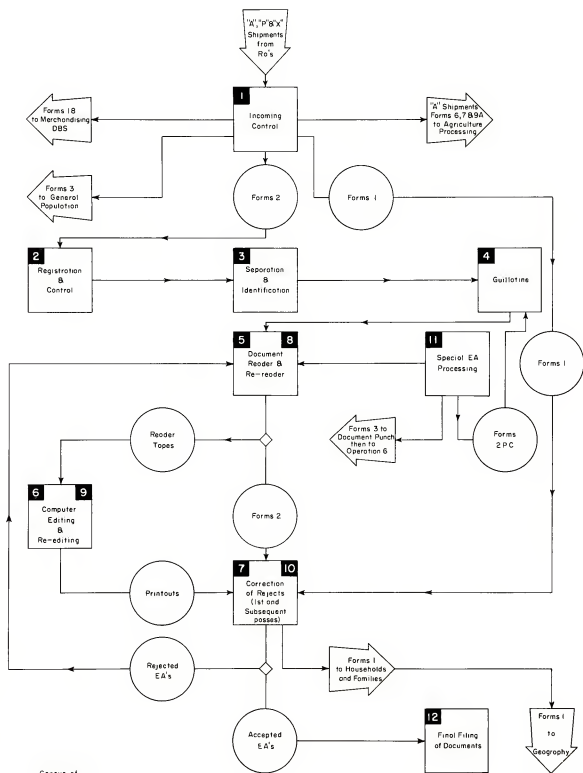 "A","P"&"X"
Shipments
from
Ro's
1
Incoming
Control
Forms 18
to Merchandising
DBS
"A" Shipments
Forms 6,7 & 9A
to Agriculture
Processing
Forms 3
to General
Population
Forms 2
Forms 1
2
Registration
&
Control
3
Separation
&
Identification
4
Guillotine
5 8
Document
Reader &
Re-reader
11
Special EA
Processing
Forms 1
Forms 3 to
Document Punch
then to
Operation 6
Forms
2 PC
Reader
Tapes
6 9
Computer
Editing
&
Re-editing
Forms 2
Printouts
7 10
Correction
of Rejects
(1st and
Subsequent
passes)
Rejected
EA's
Forms 1
to Households
and Families
Forms 1
to
Geography
Accepted
EA's
12
Final Filing
of Documents
Census of